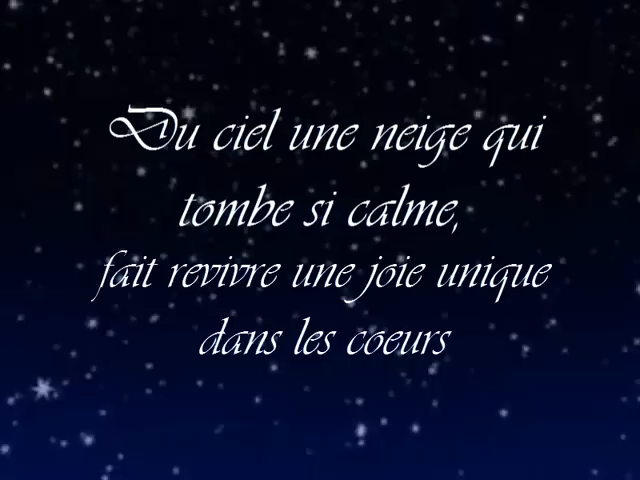 Du ciel une neige qui
tombe si calme,
fait revivre une joie unique
dans les coeurs